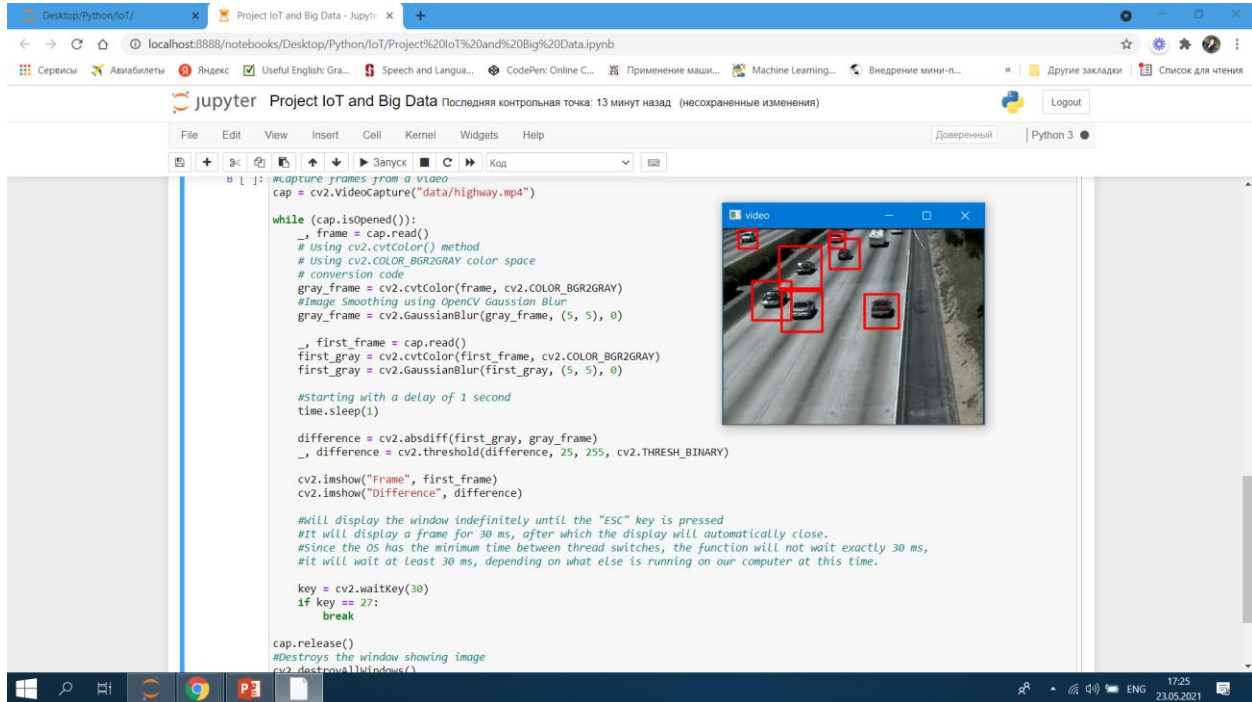 Desktop/Python/IoT/
Project IoT and Big Data - Jupyte
localhost:8888/notebooks/Desktop/Python/IoT/Project%20IoT%20and%20Big%20Data.ipynb
Сервисы Авиабилеты Яндекс Useful English: Gra... Speech and Langua... CodePen: Online C... Применение маши... Machine Learning... Внедрение мини-п... » Другие закладки Список для чтения
jupyter Project IoT and Big Data Последняя контрольная точка: 13 минут назад (несохраненные изменения) Logout
File Edit View Insert Cell Kernel Widgets Help Доверенный Python 3
Запуск Код
В [ ]: #Capture frames from a video
cap = cv2.VideoCapture("data/highway.mp4")
while (cap.isOpened()):
_, frame = cap.read()
# Using cv2.cvtColor() method
# Using cv2.COLOR_BGR2GRAY color space
# conversion code
gray_frame = cv2.cvtColor(frame, cv2.COLOR_BGR2GRAY)
#Image Smoothing using OpenCV Gaussian Blur
gray_frame = cv2.GaussianBlur(gray_frame, (5, 5), 0)
_, first_frame = cap.read()
first_gray = cv2.cvtColor(first_frame, cv2.COLOR_BGR2GRAY)
first_gray = cv2.GaussianBlur(first_gray, (5, 5), 0)
#Starting with a delay of 1 second
time.sleep(1)
difference = cv2.absdiff(first_gray, gray_frame)
_, difference = cv2.threshold(difference, 25, 255, cv2.THRESH_BINARY)
cv2.imshow("Frame", first_frame)
cv2.imshow("Difference", difference)
#Will display the window indefinitely until the "ESC" key is pressed
#It will display a frame for 30 ms, after which the display will automatically close.
#Since the OS has the minimum time between thread switches, the function will not wait exactly 30 ms,
#it will wait at least 30 ms, depending on what else is running on our computer at this time.
key = cv2.waitKey(30)
if key == 27:
break
cap.release()
#Destroys the window showing image
cv2.destroyAllWindows()
video
ENG
17:25
23.05.2021